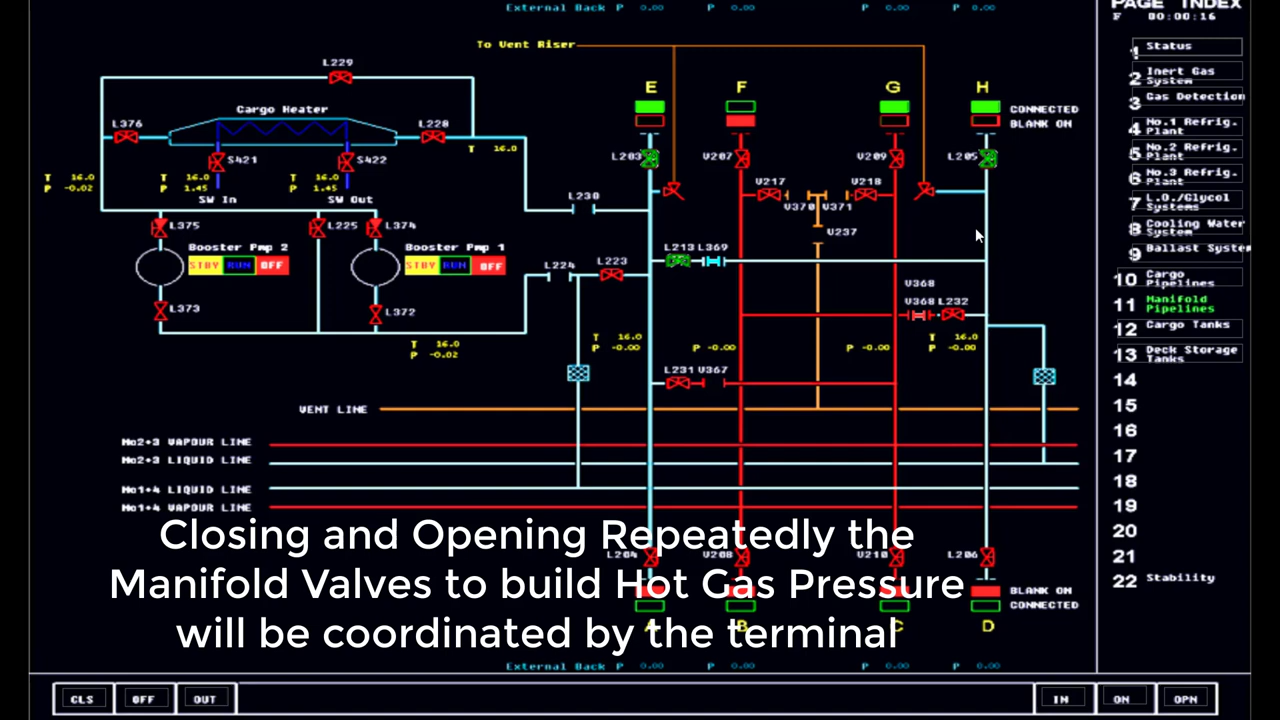 External Back P 0.00 P 0.00 P 0.00 P 0.00
PAGE INDEX
F 00:00:16
To Vent Riser
1 Status
2 Inert Gas System
3 Gas Detection
4 No.1 Refrig. Plant
5 No.2 Refrig. Plant
6 No.3 Refrig. Plant
7 L.O./Glycol Systems
8 Cooling Water System
9 Ballast System
10 Cargo Pipelines
11 Manifold Pipelines
12 Cargo Tanks
13 Deck Storage Tanks
14
15
16
17
18
19
20
21
22 Stability
L229
E F G H
CONNECTED
BLANK ON
Cargo Heater
L376
L228
T 16.0
L203 V207 V209 L205
S421 S422
T 16.0
P -0.02
T 16.0
P 1.45
T 16.0
P 1.45
SW In SW Out
L230
V217 V218
V370 V371
V237
L375 L225 L374
Booster Pmp 2
STBY RUN OFF
Booster Pmp 1
STBY RUN OFF
L213 L369
L224 L223
V368
V368 L232
L373 L372
T 16.0
P -0.02
T 16.0
P -0.00
P -0.00
P -0.00
T 16.0
P -0.00
L231 V367
VENT LINE
No2+3 VAPOUR LINE
No2+3 LIQUID LINE
No1+4 LIQUID LINE
No1+4 VAPOUR LINE
Closing and Opening Repeatedly the
Manifold Valves to build Hot Gas Pressure
will be coordinated by the terminal
L204 V208 V210 L206
BLANK ON
CONNECTED
A B C D
External Back P 0.00 P 0.00 P 0.00 P 0.00
CLS OFF OUT IN ON OPN